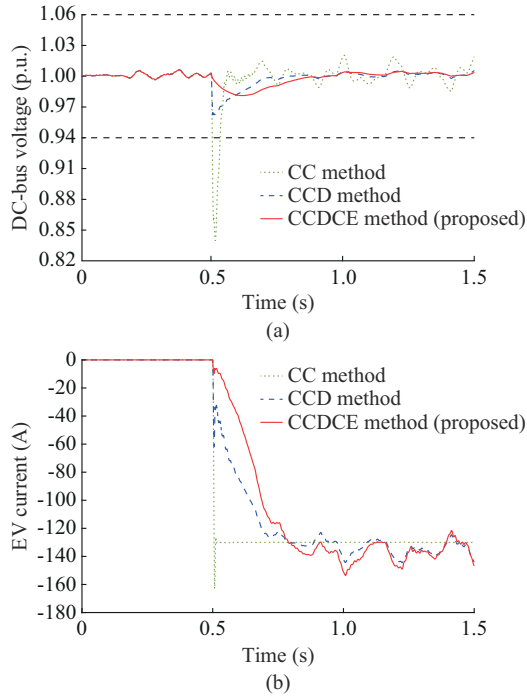 1.06
1.00
0.97
0.94
0.91
0.88
0.85
0.82
DC-bus voltage (p.u.)
CC method
CCD method
CCDCE method (proposed)
0
0.5
1.0
1.5
Time (s)
(a)
0
-20
-40
-60
-80
-100
-120
-140
-160
-180
EV current (A)
CC method
CCD method
CCDCE method (proposed)
0
0.5
1.0
1.5
Time (s)
(b)